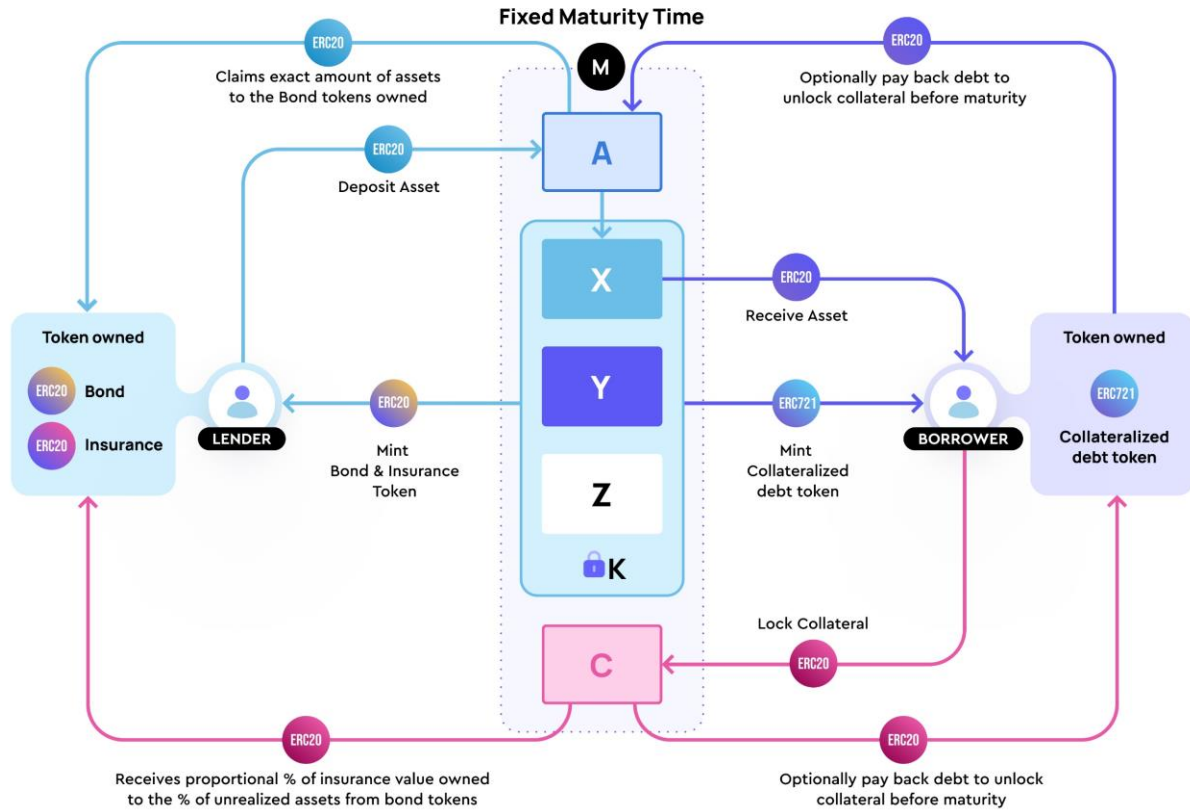 Fixed Maturity Time
M
ERC20
Claims exact amount of assets
to the Bond tokens owned
ERC20
Optionally pay back debt to
unlock collateral before maturity
ERC20
Deposit Asset
A
X
ERC20
Receive Asset
Token owned
ERC20 Bond
ERC20 Insurance
LENDER
ERC20
Mint
Bond & Insurance
Token
Y
ERC721
Mint
Collateralized
debt token
BORROWER
Token owned
ERC721
Collateralized
debt token
Z
K
Lock Collateral
ERC20
C
ERC20
Receives proportional % of insurance value owned
to the % of unrealized assets from bond tokens
ERC20
Optionally pay back debt to unlock
collateral before maturity